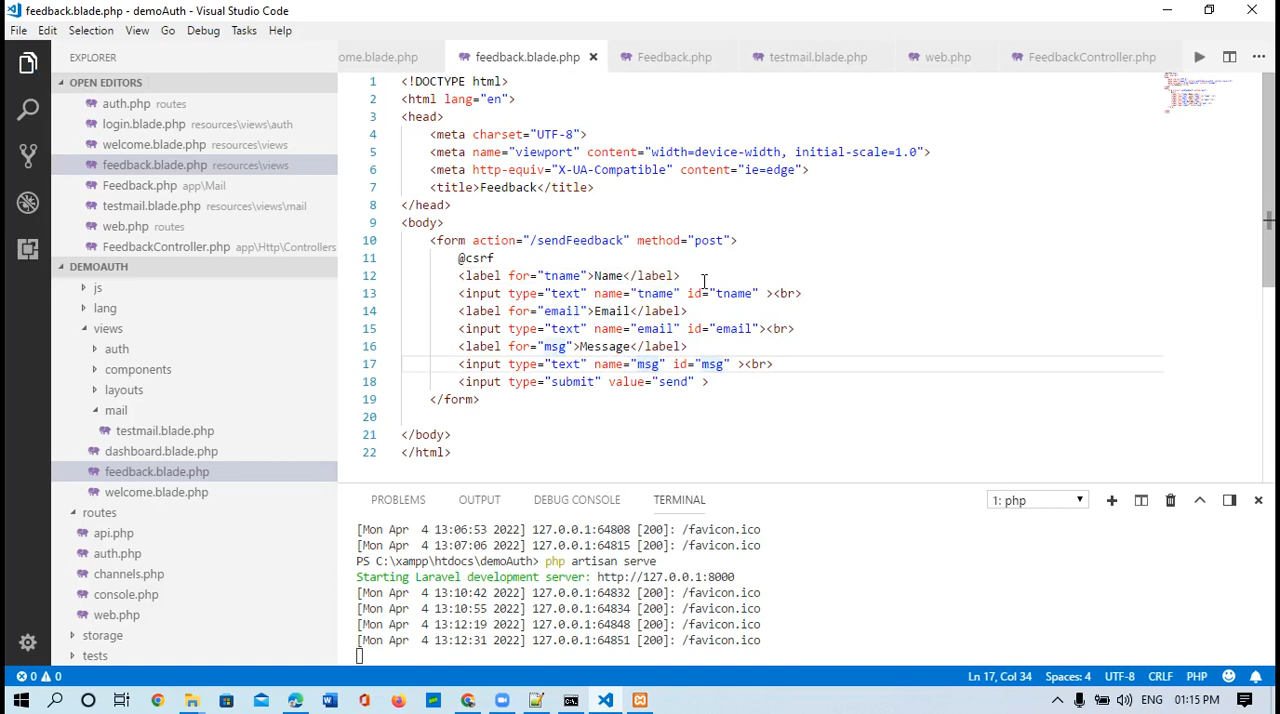 feedback.blade.php - demoAuth - Visual Studio Code
File Edit Selection View Go Debug Tasks Help
EXPLORER
OPEN EDITORS
auth.php routes
login.blade.php resources\views\auth
welcome.blade.php resources\views
feedback.blade.php resources\views
Feedback.php app\Mail
testmail.blade.php resources\views\mail
web.php routes
FeedbackController.php app\Http\Controllers
DEMOAUTH
js
lang
views
auth
components
layouts
mail
testmail.blade.php
dashboard.blade.php
feedback.blade.php
welcome.blade.php
routes
api.php
auth.php
channels.php
console.php
web.php
storage
tests
ome.blade.php feedback.blade.php Feedback.php testmail.blade.php web.php FeedbackController.php
1 <!DOCTYPE html>
2 <html lang="en">
3 <head>
4 <meta charset="UTF-8">
5 <meta name="viewport" content="width=device-width, initial-scale=1.0">
6 <meta http-equiv="X-UA-Compatible" content="ie=edge">
7 <title>Feedback</title>
8 </head>
9 <body>
10 <form action="/sendFeedback" method="post">
11 @csrf
12 <label for="tname">Name</label>
13 <input type="text" name="tname" id="tname" ><br>
14 <label for="email">Email</label>
15 <input type="text" name="email" id="email"><br>
16 <label for="msg">Message</label>
17 <input type="text" name="msg" id="msg" ><br>
18 <input type="submit" value="send" >
19 </form>
20
21 </body>
22 </html>
PROBLEMS OUTPUT DEBUG CONSOLE TERMINAL 1: php
[Mon Apr  4 13:06:53 2022] 127.0.0.1:64808 [200]: /favicon.ico
[Mon Apr  4 13:07:06 2022] 127.0.0.1:64815 [200]: /favicon.ico
PS C:\xampp\htdocs\demoAuth> php artisan serve
Starting Laravel development server: http://127.0.0.1:8000
[Mon Apr  4 13:10:42 2022] 127.0.0.1:64832 [200]: /favicon.ico
[Mon Apr  4 13:10:55 2022] 127.0.0.1:64834 [200]: /favicon.ico
[Mon Apr  4 13:12:19 2022] 127.0.0.1:64848 [200]: /favicon.ico
[Mon Apr  4 13:12:31 2022] 127.0.0.1:64851 [200]: /favicon.ico
0 0 Ln 17, Col 34 Spaces: 4 UTF-8 CRLF PHP
ENG 01:15 PM